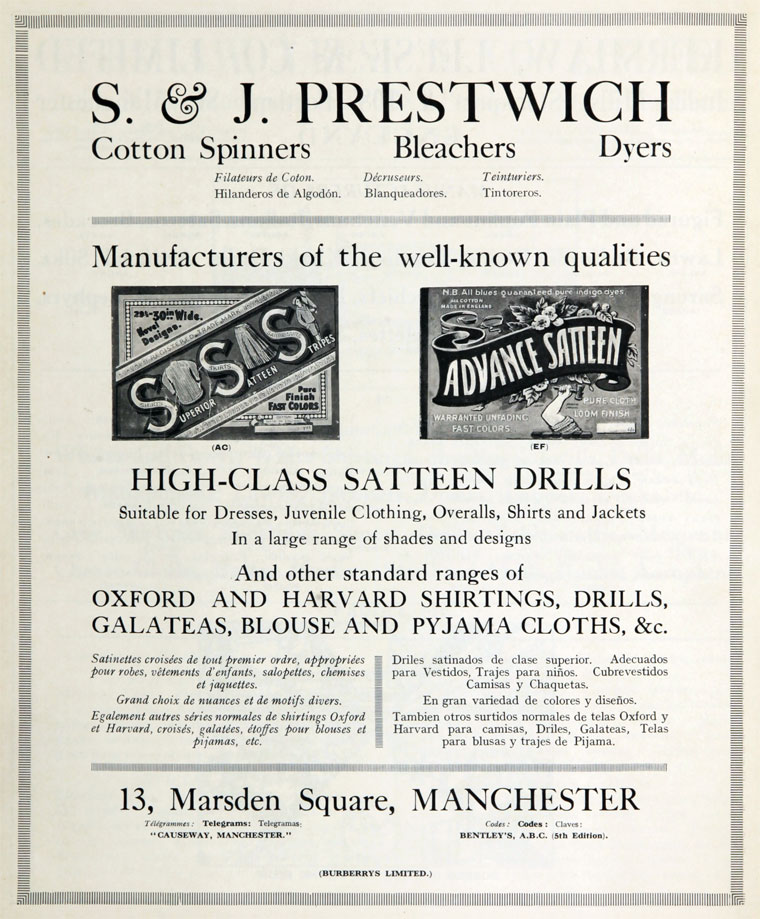 S. & J. PRESTWICH
Cotton Spinners Bleachers Dyers
Filateurs de Coton. Décruseurs. Teinturiers.
Hilanderos de Algodón. Blanqueadores. Tintoreros.
Manufacturers of the well-known qualities
29½-30in Wide.
Novel Designs.
SSS
SHIRTS
SKIRTS
SUPERIOR SATTEEN STRIPES
Pure Finish
FAST COLORS
(AC)
N.B. All blues guaranteed pure indigo dyes
ALL COTTON
MADE IN ENGLAND
ADVANCE SATTEEN
WARRANTED UNFADING
FAST COLORS
PURE CLOTH
LOOM FINISH
(EF)
HIGH-CLASS SATTEEN DRILLS
Suitable for Dresses, Juvenile Clothing, Overalls, Shirts and Jackets
In a large range of shades and designs
And other standard ranges of
OXFORD AND HARVARD SHIRTINGS, DRILLS,
GALATEAS, BLOUSE AND PYJAMA CLOTHS, &c.
Satinettes croisées de tout premier ordre, appropriées
pour robes, vêtements d'enfants, salopettes, chemises
et jaquettes.
Grand choix de nuances et de motifs divers.
Egalement autres séries normales de shirtings Oxford
et Harvard, croisés, galatées, étoffes pour blouses et
pijamas, etc.
Driles satinados de clase superior. Adecuados
para Vestidos, Trajes para niños. Cubrevestidos
Camisas y Chaquetas.
En gran variedad de colores y diseños.
Tambien otros surtidos normales de telas Oxford y
Harvard para camisas, Driles, Galateas, Telas
para blusas y trajes de Pijama.
13, Marsden Square, MANCHESTER
Télégrammes: Telegrams: Telegramas:
"CAUSEWAY, MANCHESTER."
Codes: Codes: Claves:
BENTLEY'S, A.B.C. (5th Edition).
(BURBERRYS LIMITED.)